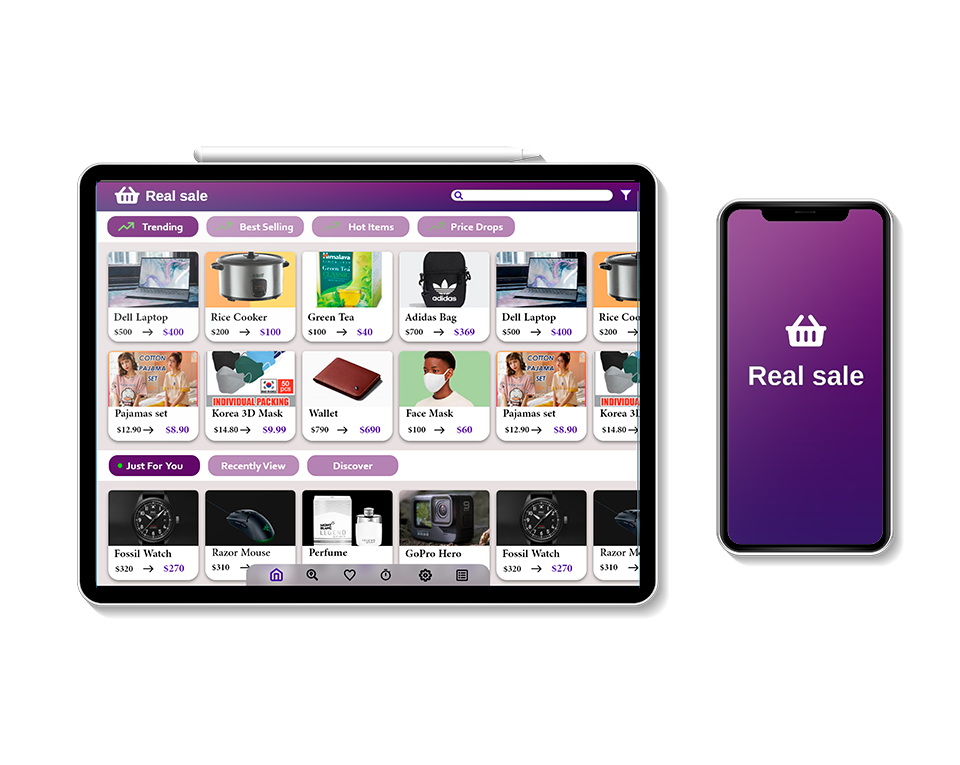 Real sale
Trending Best Selling Hot Items Price Drops
Dell Laptop Rice Cooker Green Tea Adidas Bag Dell Laptop Rice Coo
$500 → $400 $200 → $100 $100 → $40 $700 → $369 $500 → $400 $200 →
Himalaya
Green Tea
adidas
COTTON PAJAMA SET
50 pcs
INDIVIDUAL PACKING
COTTON PAJAMA SET
INDIVIDUAL
Pajamas set Korea 3D Mask Wallet Face Mask Pajamas set Korea 3D
$12.90 → $8.90 $14.80 → $9.99 $790 → $690 $100 → $60 $12.90 → $8.90 $14.80 →
Just For You Recently View Discover
MONT BLANC
LEGEND
Fossil Watch Razor Mouse Perfume GoPro Hero Fossil Watch Razor M
$320 → $270 $310 → $320 → $270 $310 →
Real sale